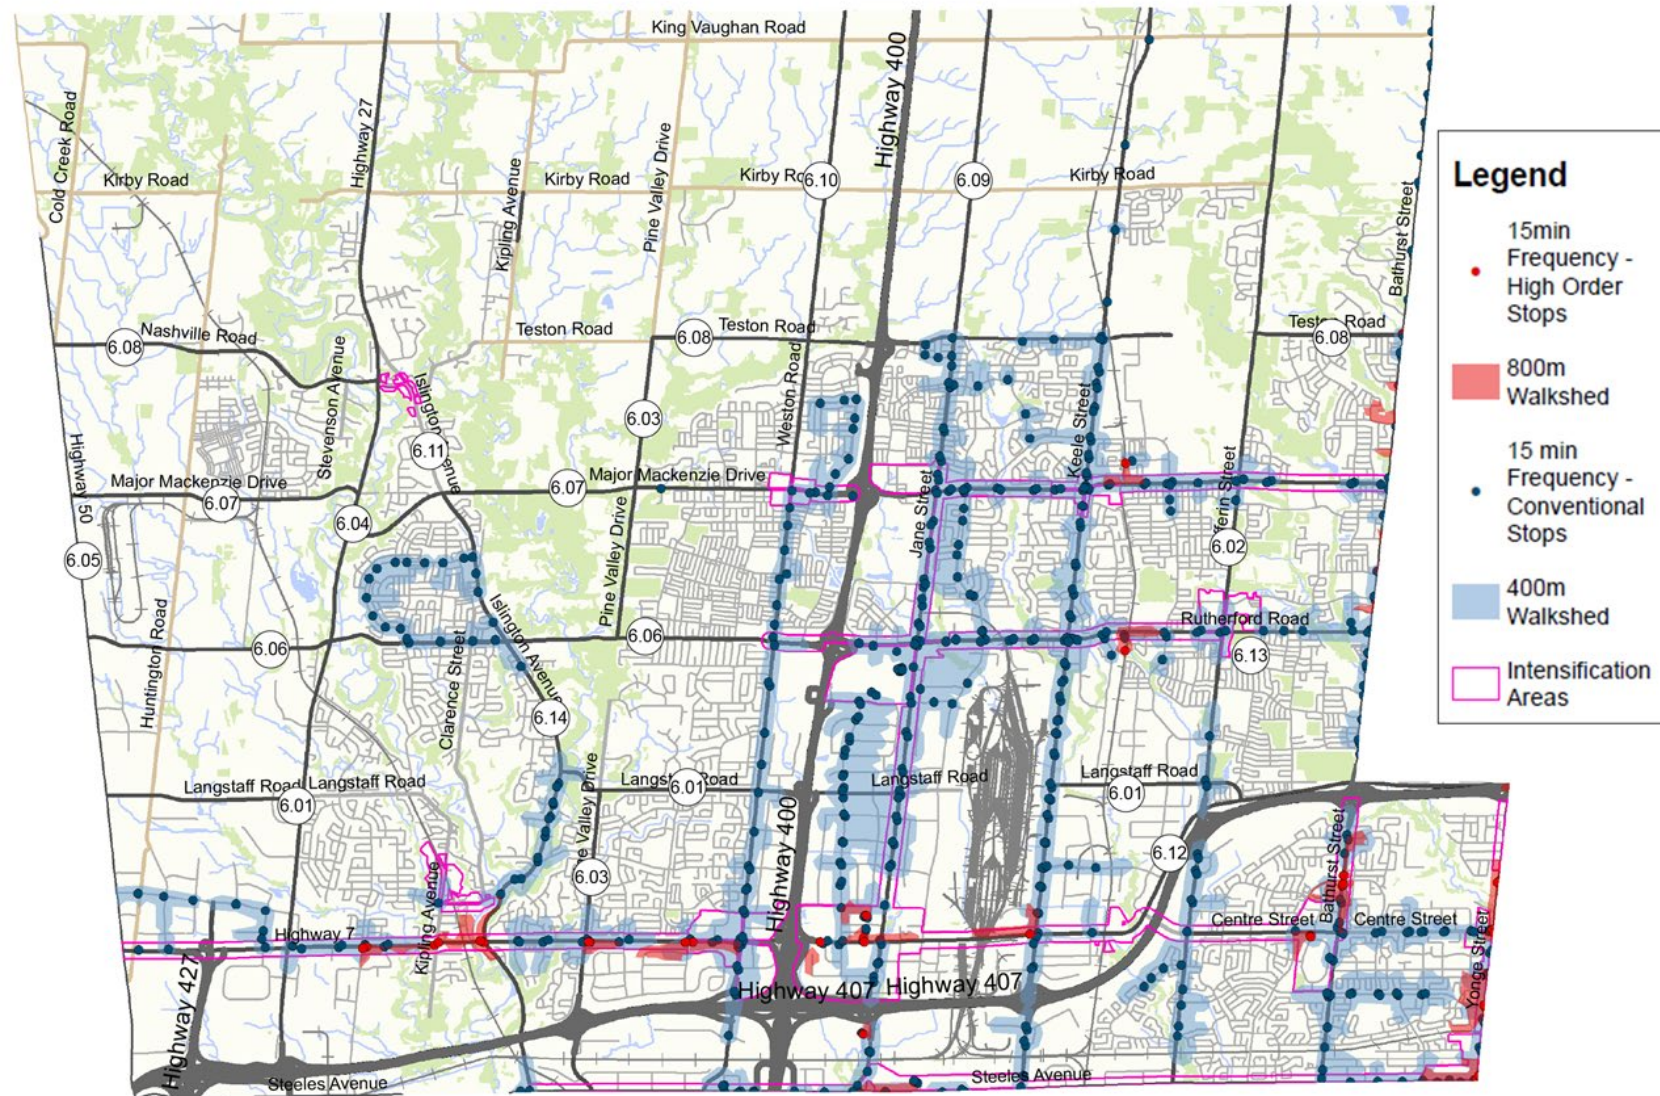 King Vaughan Road
Highway 400
Highway 27
Cold Creek Road
Pine Valley Drive
Kipling Avenue
Kirby Road
Kirby Road
Kirby Ro
6.10
6.09
Kirby Road
Bathurst Street
Nashville Road
6.08
Teston Road
6.08
Teston Road
Teston Road
6.08
Stevenson Avenue
Islington Avenue
6.11
6.03
Weston Road
Keele Street
Highway 50
Major Mackenzie Drive
6.07
6.07
Major Mackenzie Drive
6.04
Pine Valley Drive
Jane Street
fferin Street
6.02
6.05
Huntington Road
Islington Avenue
Rutherford Road
6.06
6.06
6.13
Clarence Street
6.14
Langstaff Road
Langstaff Road
6.01
Langst
Road
6.01
Langstaff Road
Langstaff Road
6.01
e Valley Drive
Highway 400
6.03
6.12
Bathurst Street
Kipling Avenue
Highway 7
Centre Street
Centre Street
Yonge Street
Highway 427
Highway 407
Highway 407
Steeles Avenue
Steeles Avenue
Legend
15min
Frequency -
High Order
Stops
800m
Walkshed
15 min
Frequency -
Conventional
Stops
400m
Walkshed
Intensification
Areas